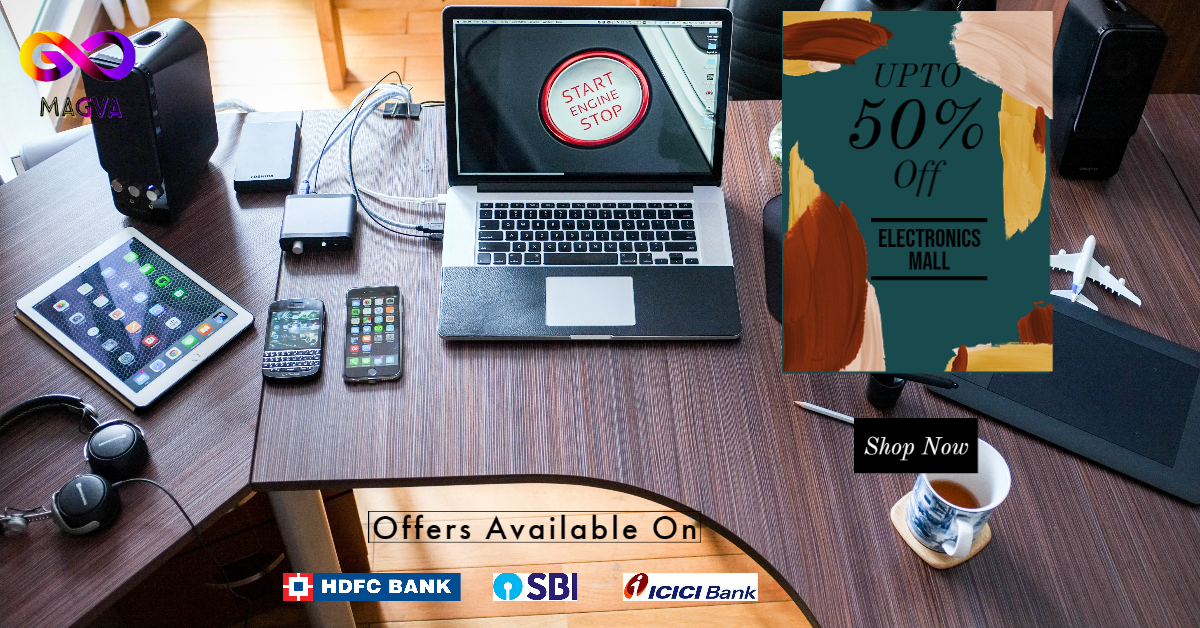 MAGVA
START
ENGINE
STOP
TOSHIBA
UPTO
50%
Off
ELECTRONICS
MALL
Shop Now
Offers Available On
HDFC BANK
SBI
ICICI Bank